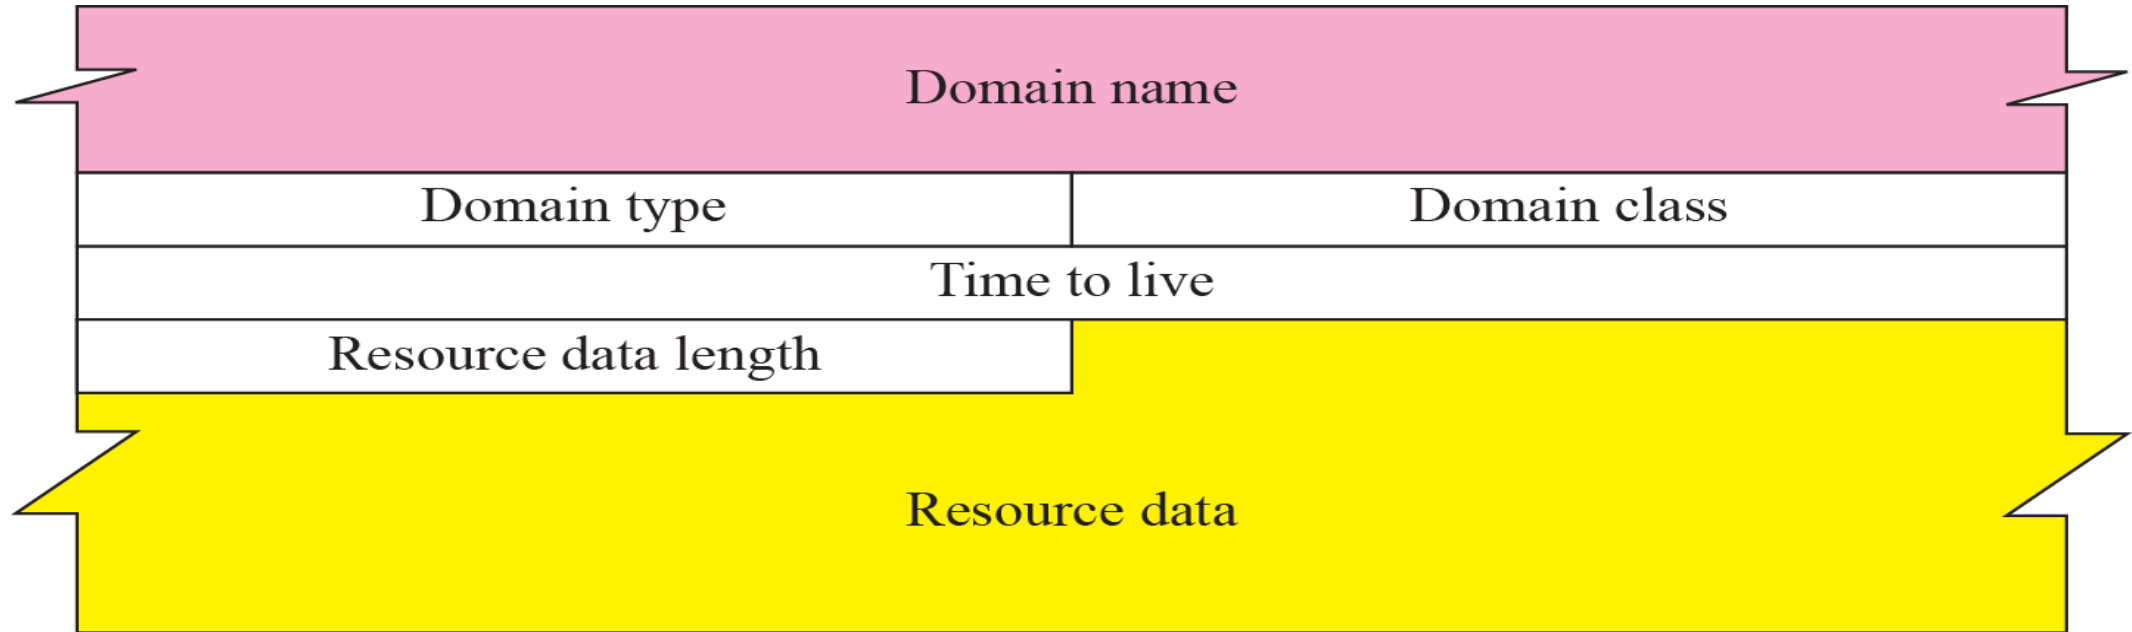 Domain name
Domain type
Domain class
Time to live
Resource data length
Resource data